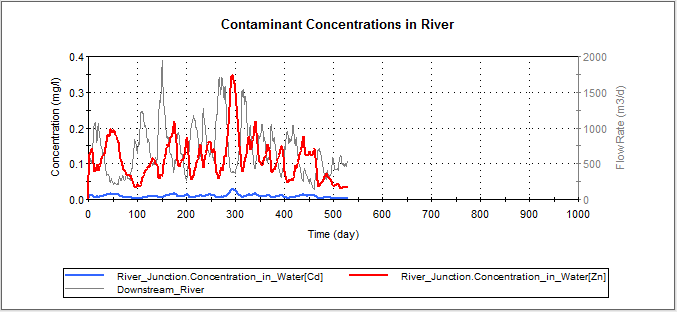 Contaminant Concentrations in River
0.4
0.3
0.2
0.1
0.0
Concentration (mg/l)
2000
1500
1000
500
0
Flow Rate (m3/d)
0 100 200 300 400 500 600 700 800 900 1000
Time (day)
River_Junction.Concentration_in_Water[Cd] River_Junction.Concentration_in_Water[Zn]
Downstream_River